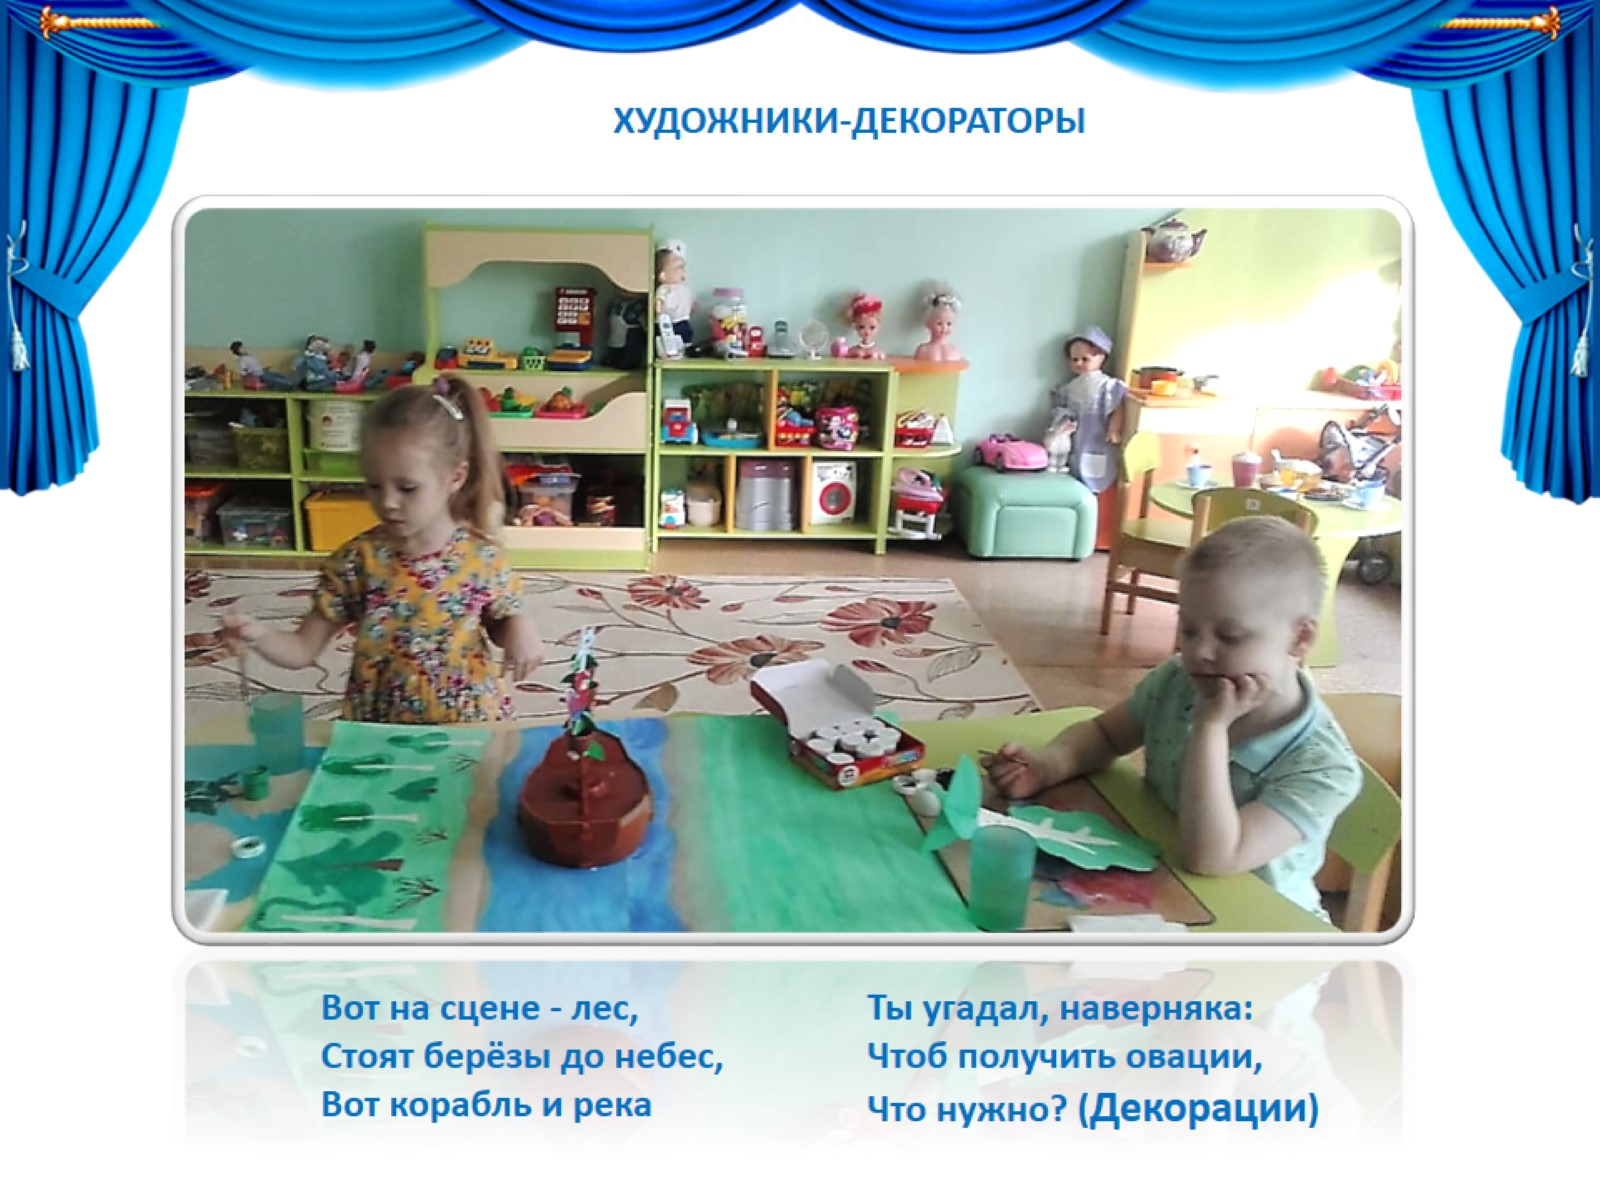 ХУДОЖНИКИ-ДЕКОРАТОРЫ
Вот на сцене - лес,
Стоят берёзы до небес,
Вот корабль и река
Ты угадал, наверняка:
Чтоб получить овации,
Что нужно? (Декорации)